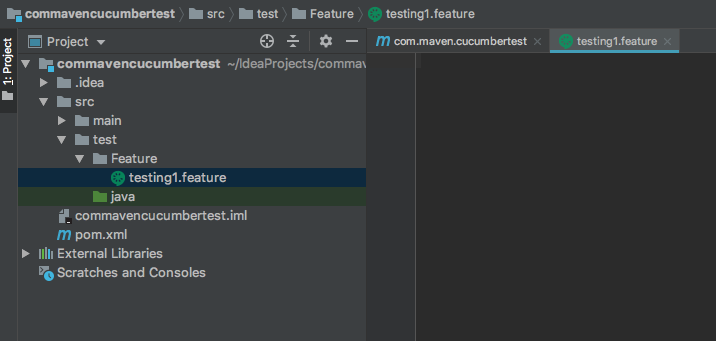 commavencucumbertest src test Feature testing1.feature
1: Project
Project
com.maven.cucumbertest testing1.feature
commavencucumbertest ~/IdeaProjects/commav
.idea
src
main
test
Feature
testing1.feature
java
commavencucumbertest.iml
pom.xml
External Libraries
Scratches and Consoles